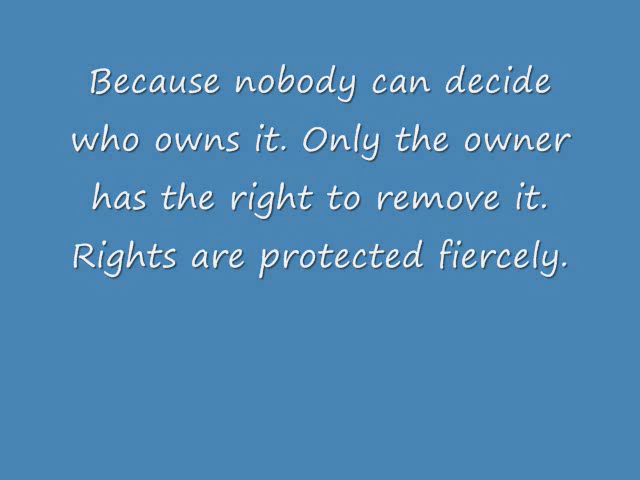 Because nobody can decide
who owns it. Only the owner
has the right to remove it.
Rights are protected fiercely.